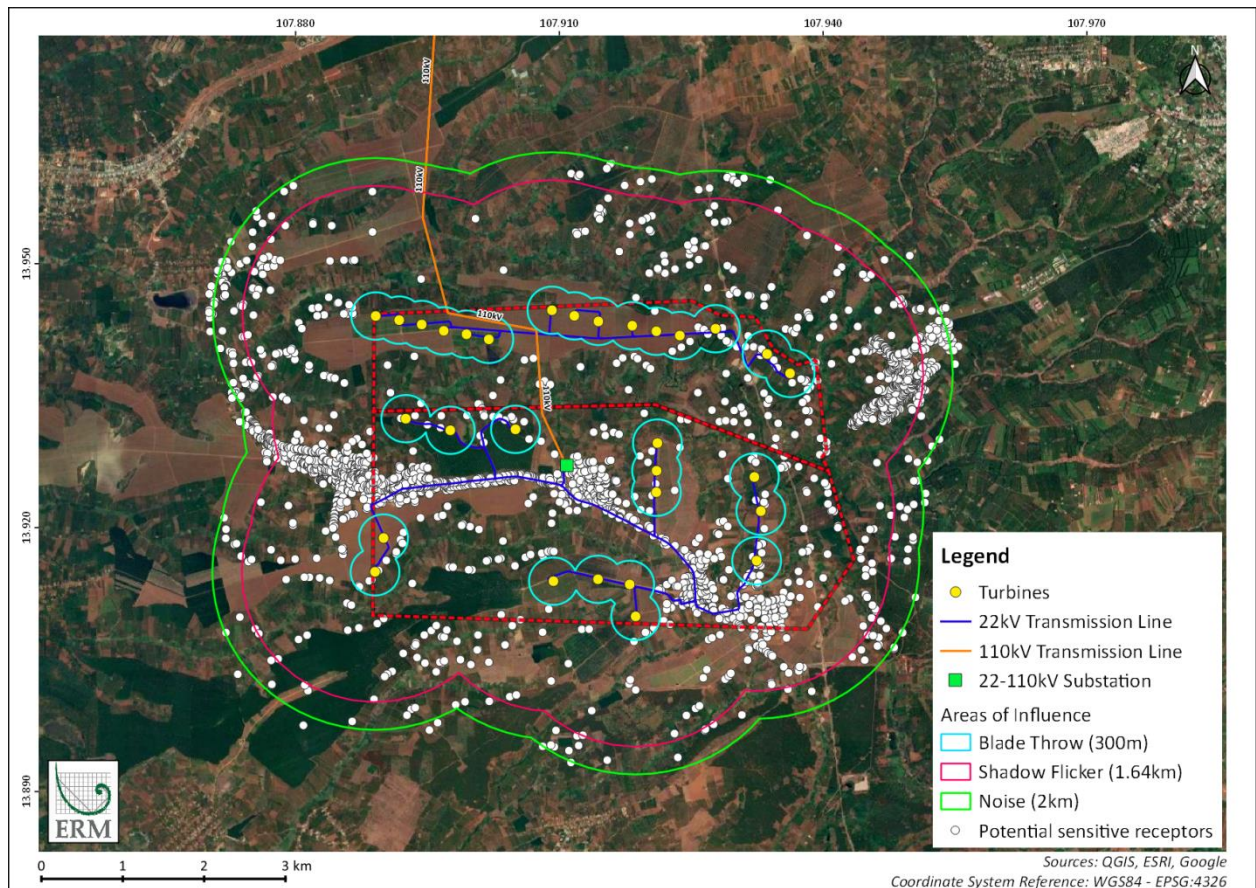 107.880 107.910 107.940 107.970
N
110kV
110kV
13.950
110kV
110kV
13.920
Legend
Turbines
22kV Transmission Line
110kV Transmission Line
22-110kV Substation
Areas of Influence
Blade Throw (300m)
Shadow Flicker (1.64km)
Noise (2km)
Potential sensitive receptors
13.890
ERM
0 1 2 3 km
Sources: QGIS, ESRI, Google
Coordinate System Reference: WGS84 - EPSG:4326